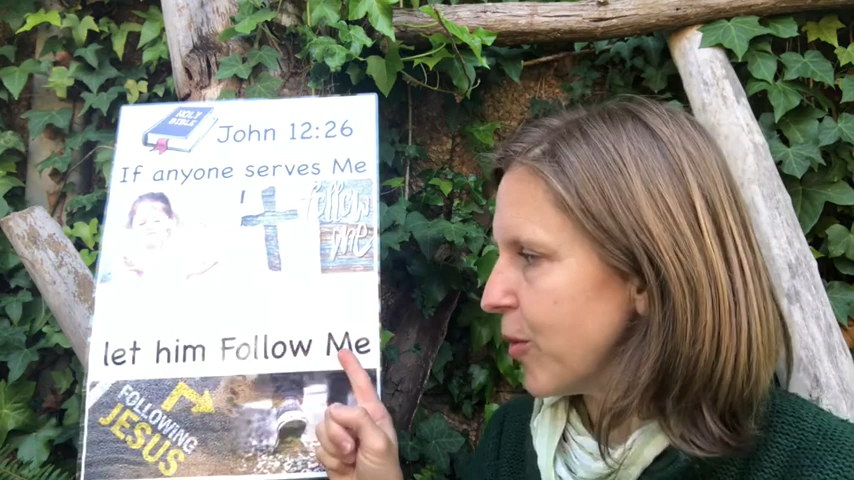 HOLY
BIBLE
John 12:26
If anyone serves Me
follow
me
let him Follow Me
FOLLOWING
JESUS